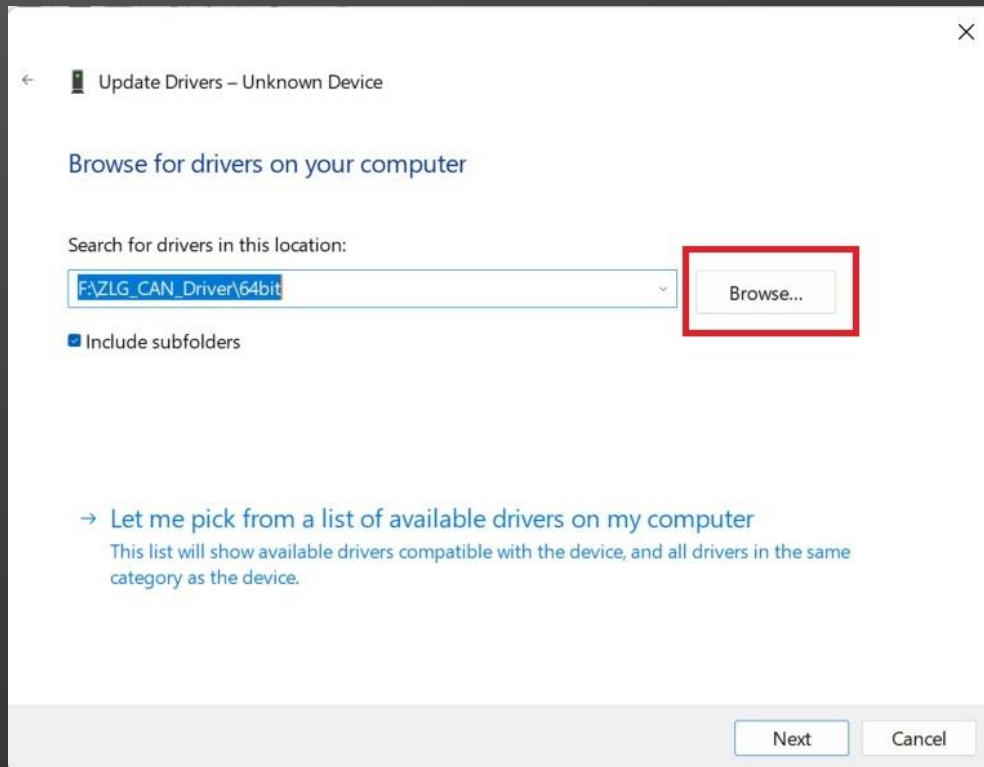 Update Drivers – Unknown Device
Browse for drivers on your computer
Search for drivers in this location:
F:\ZLG_CAN_Driver\64bit
Browse...
Include subfolders
Let me pick from a list of available drivers on my computer
This list will show available drivers compatible with the device, and all drivers in the same
category as the device.
Next
Cancel